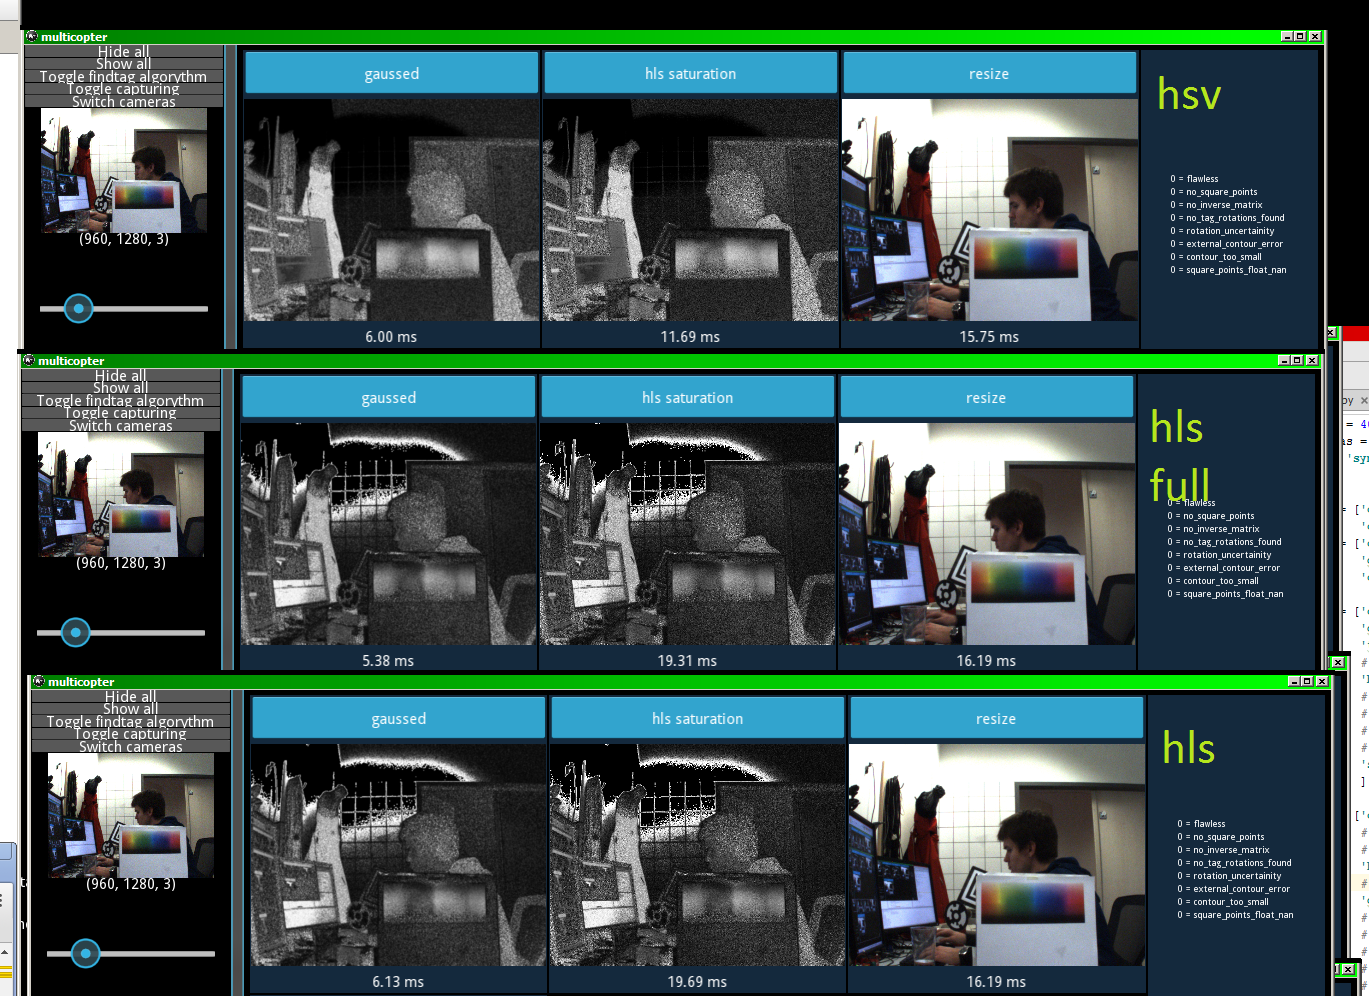 multicopter
Hide all
Show all
Toggle findtag algorythm
Toggle capturing
Switch cameras
(960, 1280, 3)
gaussed
hls saturation
resize
6.00 ms
11.69 ms
15.75 ms
hsv
0 = flawless
0 = no_square_points
0 = no_inverse_matrix
0 = no_tag_rotations_found
0 = rotation_uncertainity
0 = external_contour_error
0 = contour_too_small
0 = square_points_float_nan
multicopter
Hide all
Show all
Toggle findtag algorythm
Toggle capturing
Switch cameras
(960, 1280, 3)
gaussed
hls saturation
resize
5.38 ms
19.31 ms
16.19 ms
hls
full
0 = flawless
0 = no_square_points
0 = no_inverse_matrix
0 = no_tag_rotations_found
0 = rotation_uncertainity
0 = external_contour_error
0 = contour_too_small
0 = square_points_float_nan
multicopter
Hide all
Show all
Toggle findtag algorythm
Toggle capturing
Switch cameras
(960, 1280, 3)
gaussed
hls saturation
resize
6.13 ms
19.69 ms
16.19 ms
hls
0 = flawless
0 = no_square_points
0 = no_inverse_matrix
0 = no_tag_rotations_found
0 = rotation_uncertainity
0 = external_contour_error
0 = contour_too_small
0 = square_points_float_nan